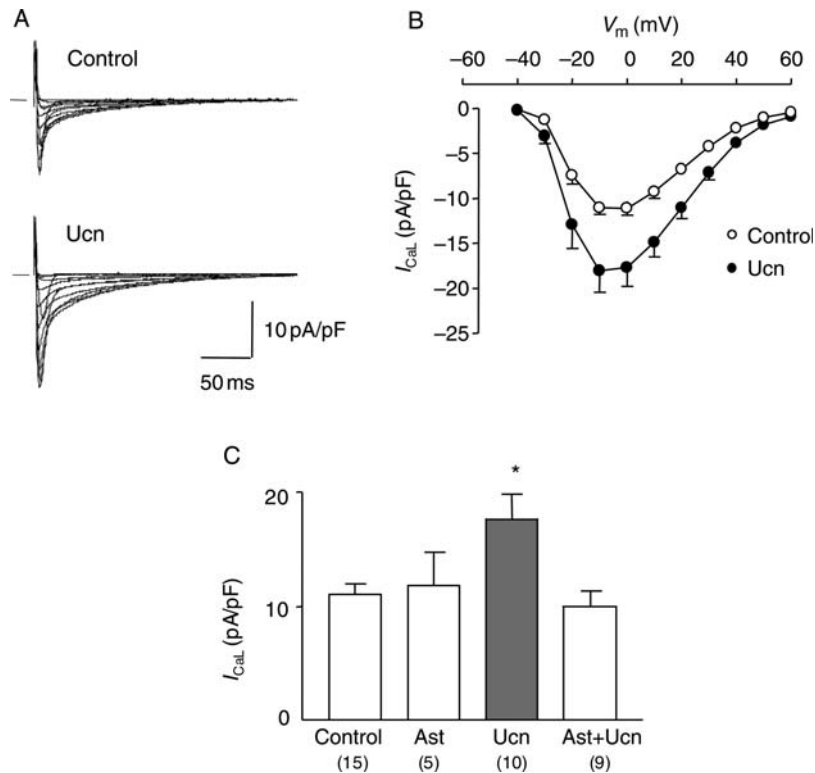 A
Control
Ucn
10 pA/pF
50 ms
B
Vm (mV)
−60 −40 −20 0 20 40 60
0
−5
−10
−15
−20
−25
ICaL (pA/pF)
Control
Ucn
C
*
20
10
0
ICaL (pA/pF)
Control Ast Ucn Ast+Ucn
(15) (5) (10) (9)